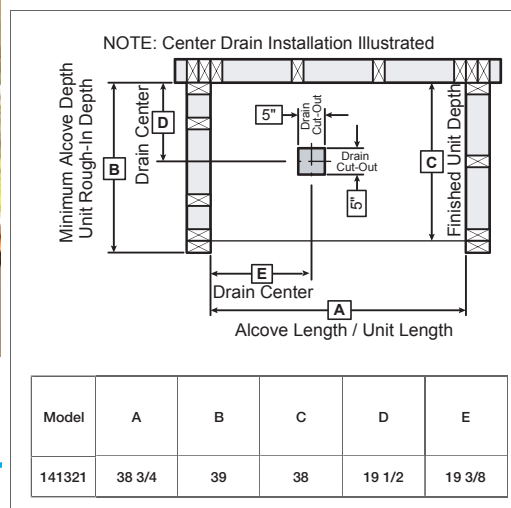 NOTE: Center Drain Installation Illustrated
Minimum Alcove Depth
Unit Rough-In Depth
B
Drain Center
D
5"
Drain
Cut-Out
Drain
Cut-Out
5"
C
Finished Unit Depth
E
Drain Center
A
Alcove Length / Unit Length
Model A B C D E
141321 38 3/4 39 38 19 1/2 19 3/8